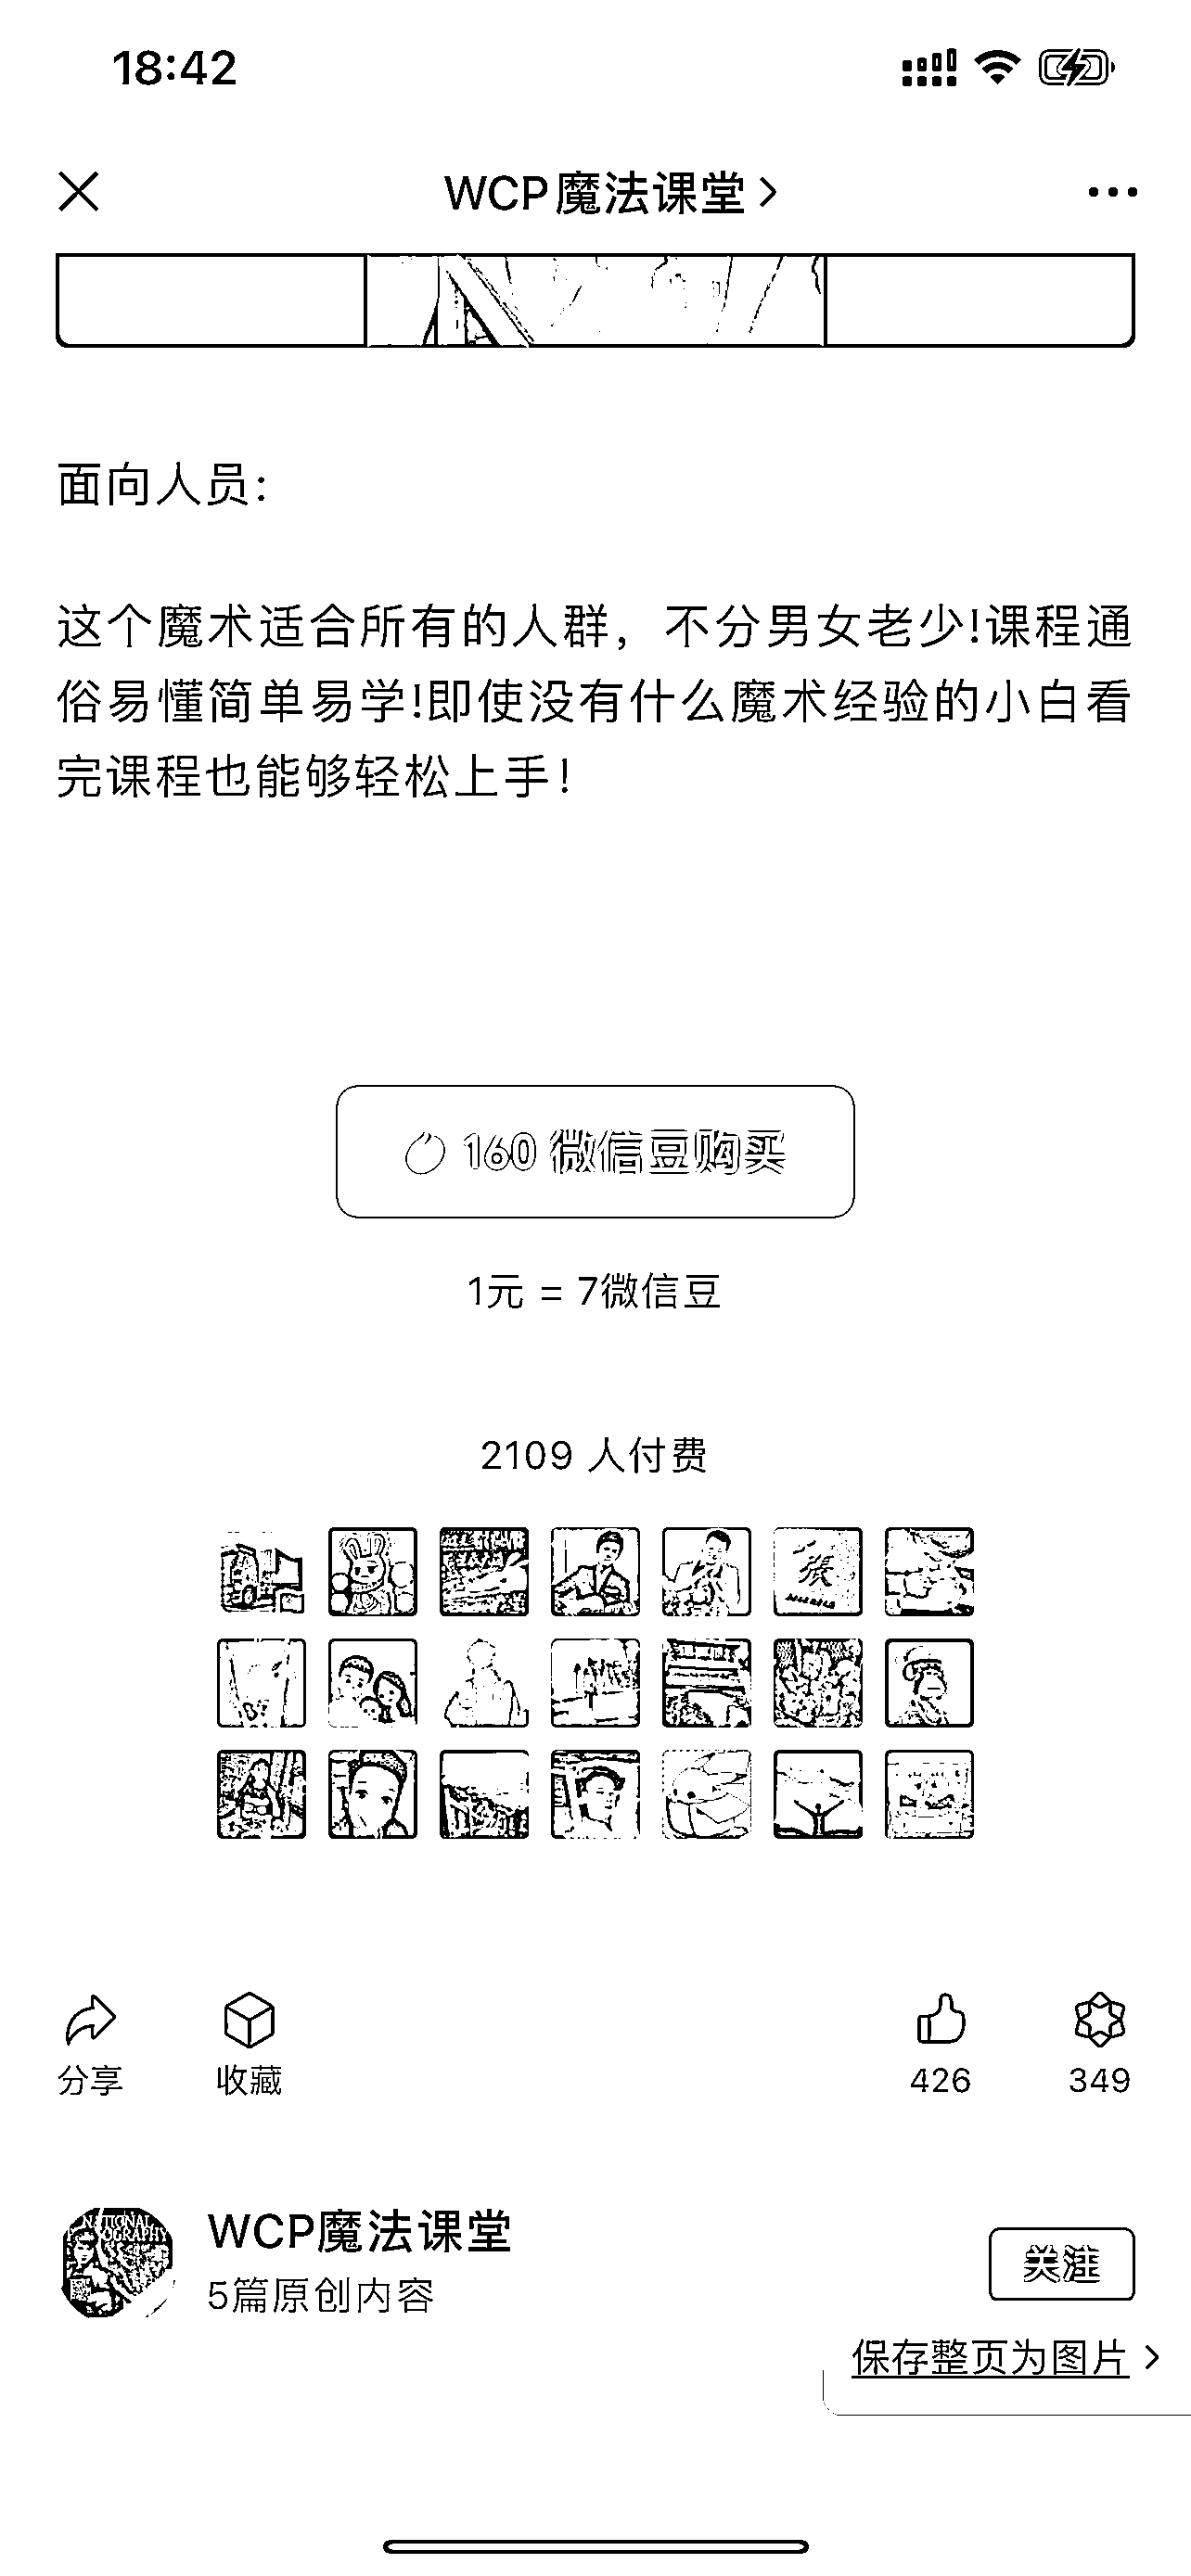 18:42
WCP魔法课堂
面向人员:
这个魔术适合所有的人群，不分男女老少!课程通
俗易懂简单易学!即使没有什么魔术经验的小白看
完课程也能够轻松上手!
160 微信豆购买
1元 = 7微信豆
2109 人付费
張
分享 收藏 426 349
NATIONAL
WCP魔法课堂
5篇原创内容
关注
保存整页为图片